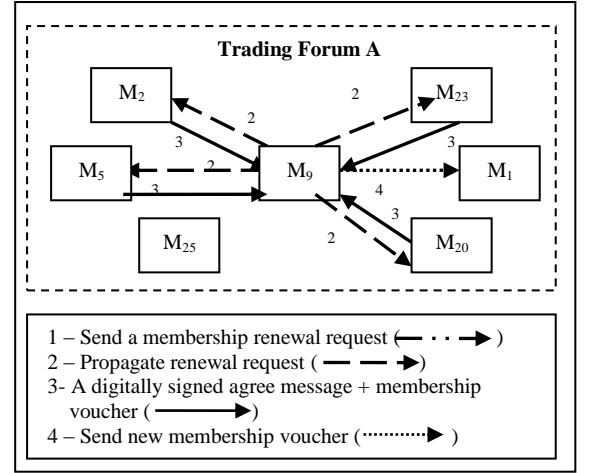 Trading Forum A
M2 M23
2 2
3 3
M5 2 M9 M1
3 4
3
M25 2 M20
1 – Send a membership renewal request ( )
2 – Propagate renewal request ( )
3- A digitally signed agree message + membership
voucher ( )
4 – Send new membership voucher ( )